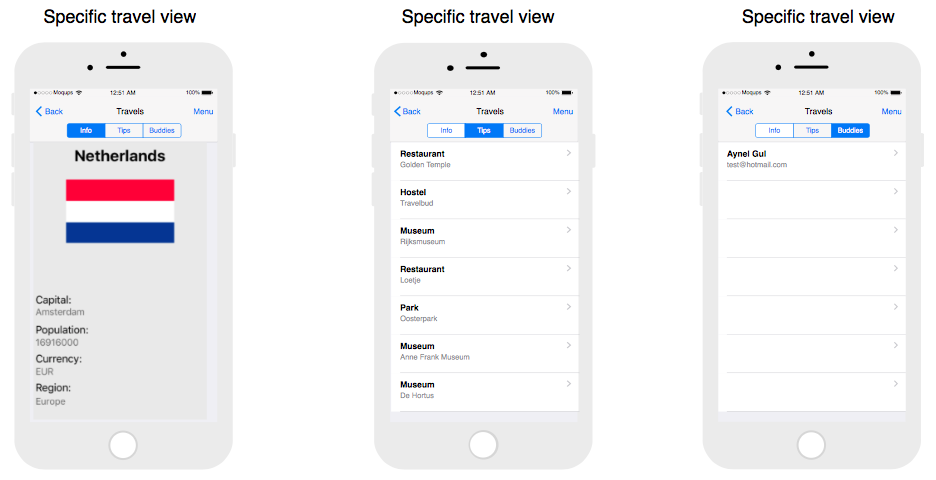 Specific travel view
●○○○○ Moqups 12:51 AM 100%
Back Travels Menu
Info Tips Buddies
Netherlands
Capital:
Amsterdam
Population:
16916000
Currency:
EUR
Region:
Europe
Specific travel view
●○○○○ Moqups 12:51 AM 100%
Back Travels Menu
Info Tips Buddies
Restaurant
Golden Temple
Hostel
Travelbud
Museum
Rijksmuseum
Restaurant
Loetje
Park
Oosterpark
Museum
Anne Frank Museum
Museum
De Hortus
Specific travel view
●○○○○ Moqups 12:51 AM 100%
Back Travels Menu
Info Tips Buddies
Aynel Gul
test@hotmail.com